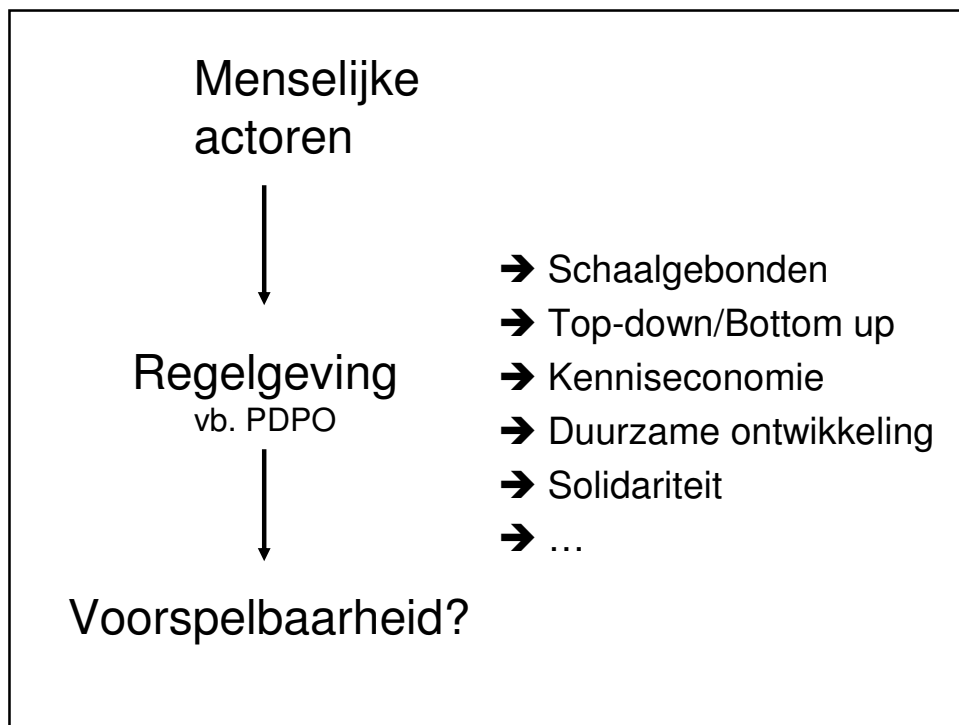 Menselijke
actoren
Regelgeving
vb. PDPO
Voorspelbaarheid?
➔ Schaalgebonden
➔ Top-down/Bottom up
➔ Kenniseconomie
➔ Duurzame ontwikkeling
➔ Solidariteit
➔ …